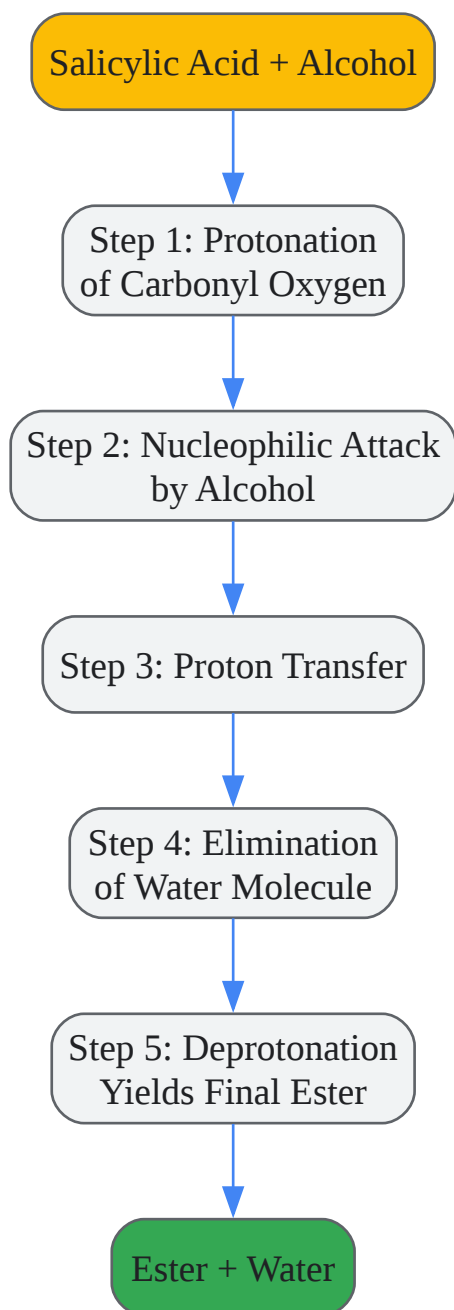 Salicylic Acid + Alcohol
Step 1: Protonation
of Carbonyl Oxygen
Step 2: Nucleophilic Attack
by Alcohol
Step 3: Proton Transfer
Step 4: Elimination
of Water Molecule
Step 5: Deprotonation
Yields Final Ester
Ester + Water